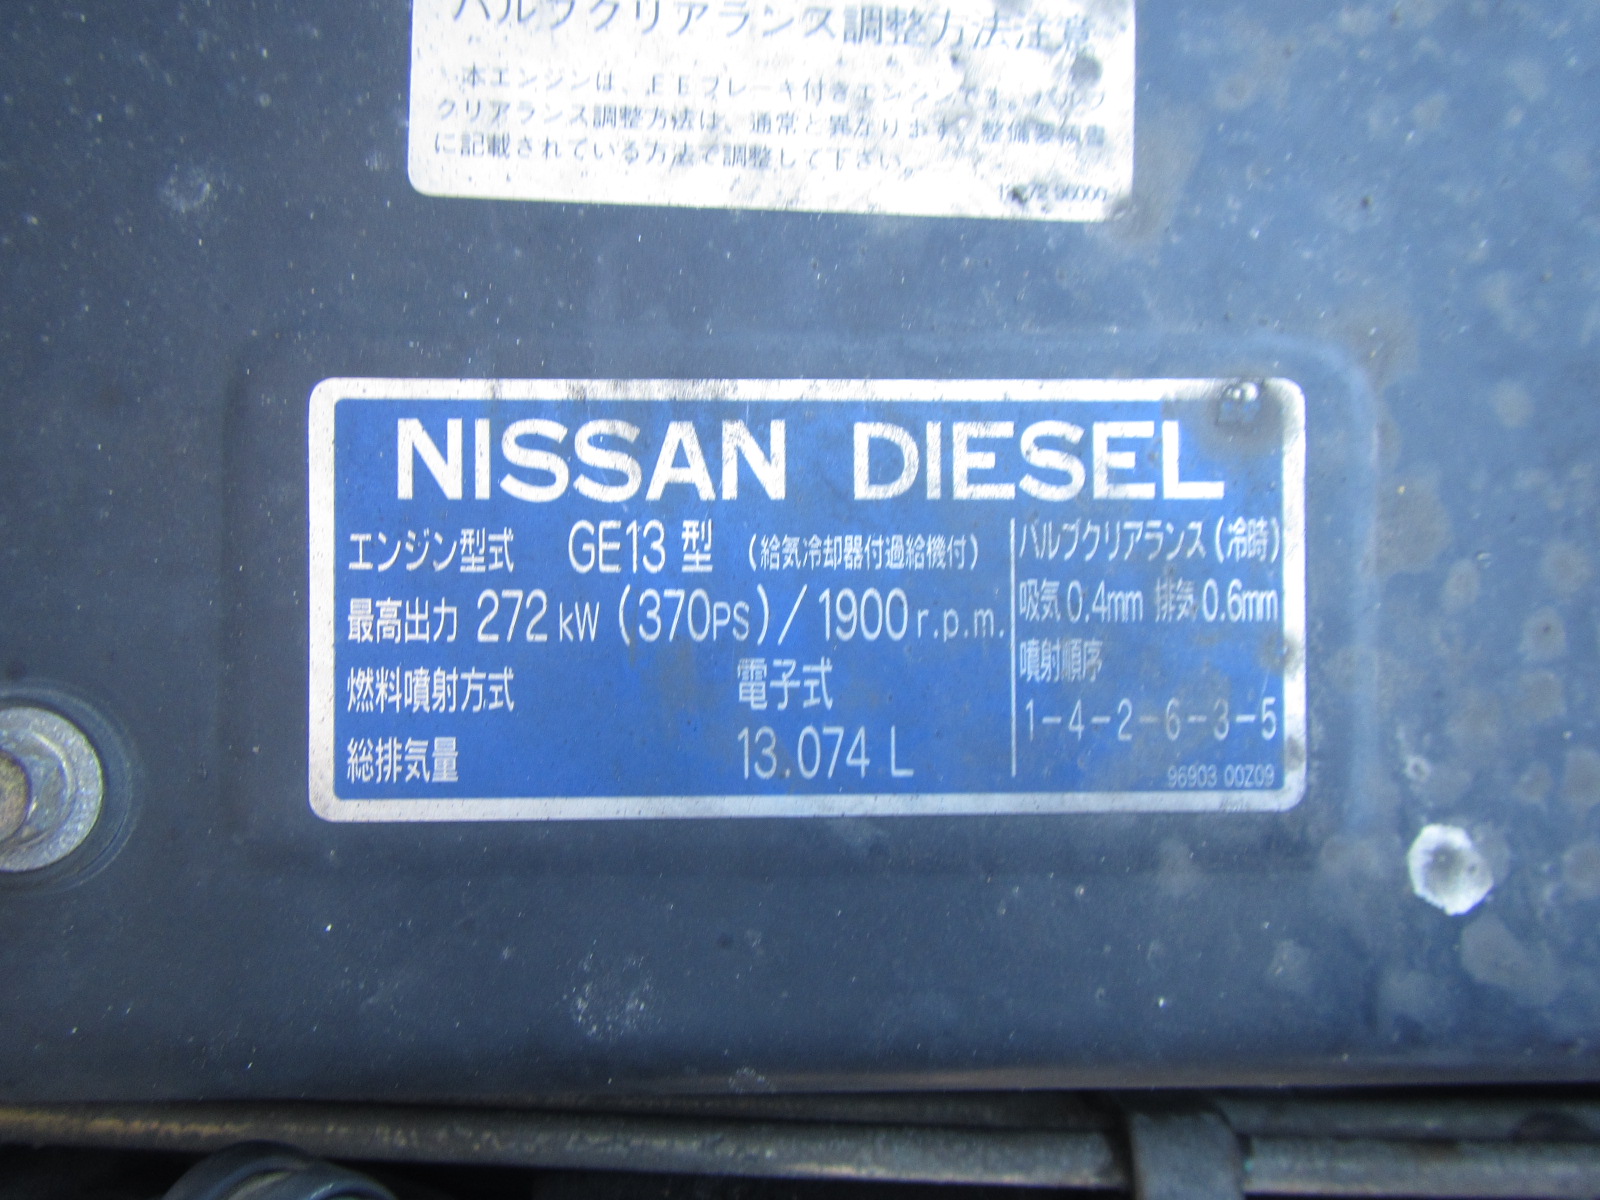 バルブクリアランス調整方法注意
本エンジンは、EEブレーキ付きエンジンです。バルブ
クリアランス調整方法は、通常と異なります。整備要領書
に記載されている方法で調整して下さい。
NISSAN DIESEL
エンジン型式 GE13型 (給気冷却器付過給機付)
最高出力 272kW (370PS)/1900r.p.m.
燃料噴射方式 電子式
総排気量 13.074 L
バルブクリアランス(冷時)
吸気0.4mm 排気0.6mm
噴射順序
1-4-2-6-3-5
96903 00Z09